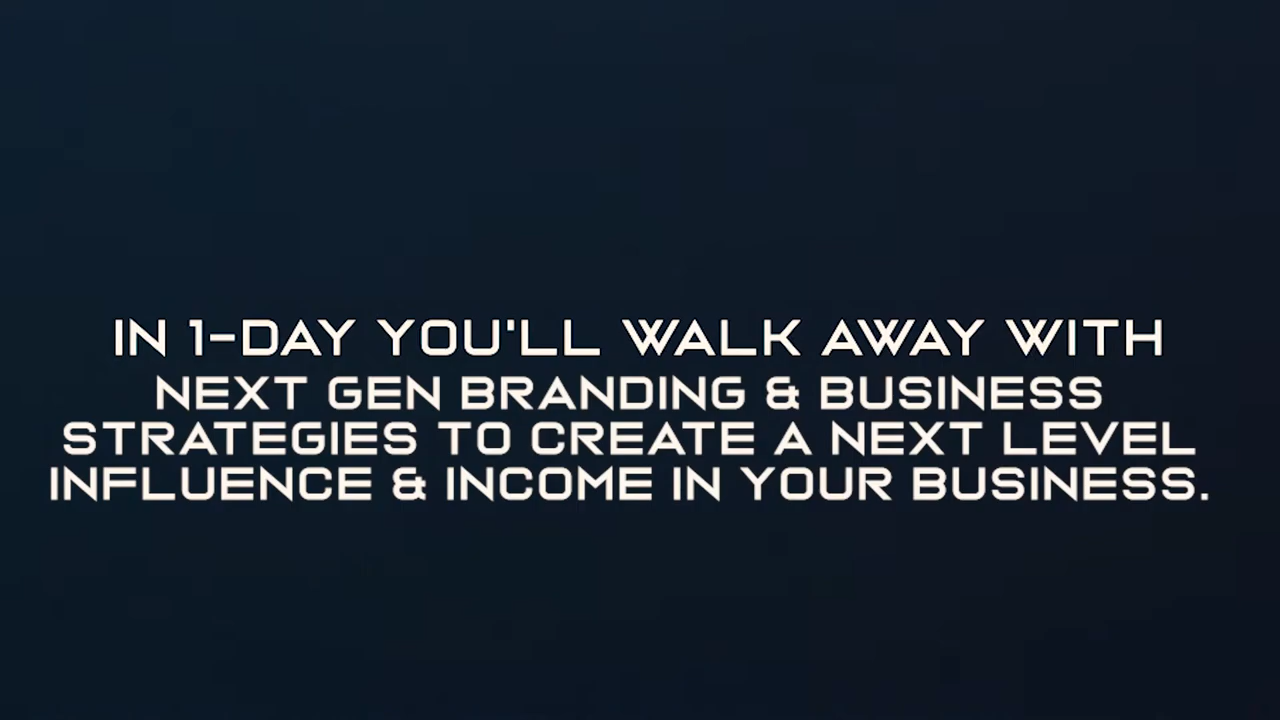 IN 1-DAY YOU'LL WALK AWAY WITH
NEXT GEN BRANDING & BUSINESS
STRATEGIES TO CREATE A NEXT LEVEL
INFLUENCE & INCOME IN YOUR BUSINESS.